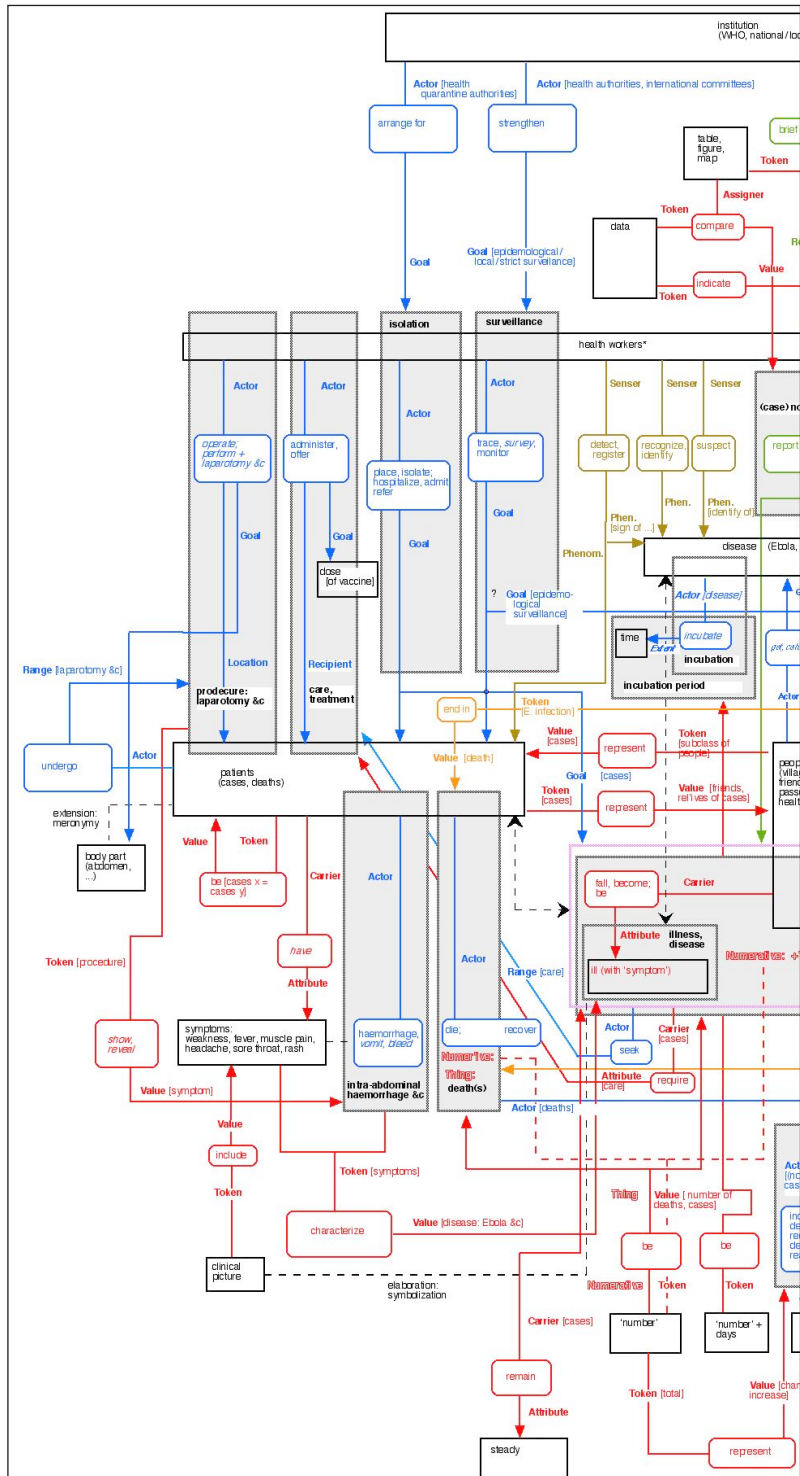 institution
(WHO, national/loc
Actor [health
quarantine authorities]
Actor [health authorities, international committees]
arrange for
strengthen
brief
table,
figure,
map
Token
Assigner
Token
data
compare
Value
Goal
Goal [epidemological/
local/strict surveillance]
indicate
Token
isolation
surveillance
health workers*
Actor
Actor
Actor
Actor
Senser
Senser
Senser
(case) no
operate;
perform +
laparotomy &c
administer,
offer
place, isolate;
hospitalize, admit
refer
trace, survey,
monitor
detect,
register
recognize,
identify
suspect
report
Goal
Goal
Goal
Goal
Phen.
[sign of ...]
Phen.
Phen.
[identify of]
Phenom.
disease (Ebola,
dose
[of vaccine]
? Goal [epidemo-
logical
surveillance]
Actor [disease]
time
Extent
incubate
incubation
incubation period
Actor
Range [laparotomy &c]
Location
Recipient
prodecure:
laparotomy &c
care,
treatment
end in
Token
[E. infection]
Value
[cases]
represent
Token
[subclass of
people]
undergo
Actor
patients
(cases, deaths)
Value [death]
Goal [cases]
Token
[cases]
represent
Value [friends,
rel'lives of cases]
extension:
meronymy
body part
(abdomen,
...)
Value
Token
be [cases x =
cases y]
Carrier
Actor
fall, become;
be
Carrier
Attribute
illness,
disease
ill (with 'symptom')
Token [procedure]
have
Attribute
Actor
Range [care]
Numerative: +
show,
reveal
symptoms:
weakness, fever, muscle pain,
headache, sore throat, rash
haemorrhage,
vomit, bleed
die;
recover
Actor
seek
Carrier
[cases]
Numer'ive:
Thing:
death(s)
intra-abdominal
haemorrhage &c
Attribute
[care]
require
Value [symptom]
Actor [deaths]
Value
include
Token
Token [symptoms]
characterize
Value [disease: Ebola &c]
Thing
Value [ number of
deaths, cases]
be
be
clinical
picture
elaboration:
symbolization
Numerative
Token
Token
Carrier [cases]
'number'
'number' +
days
remain
Attribute
Token [total]
Value [chan
increase]
steady
represent